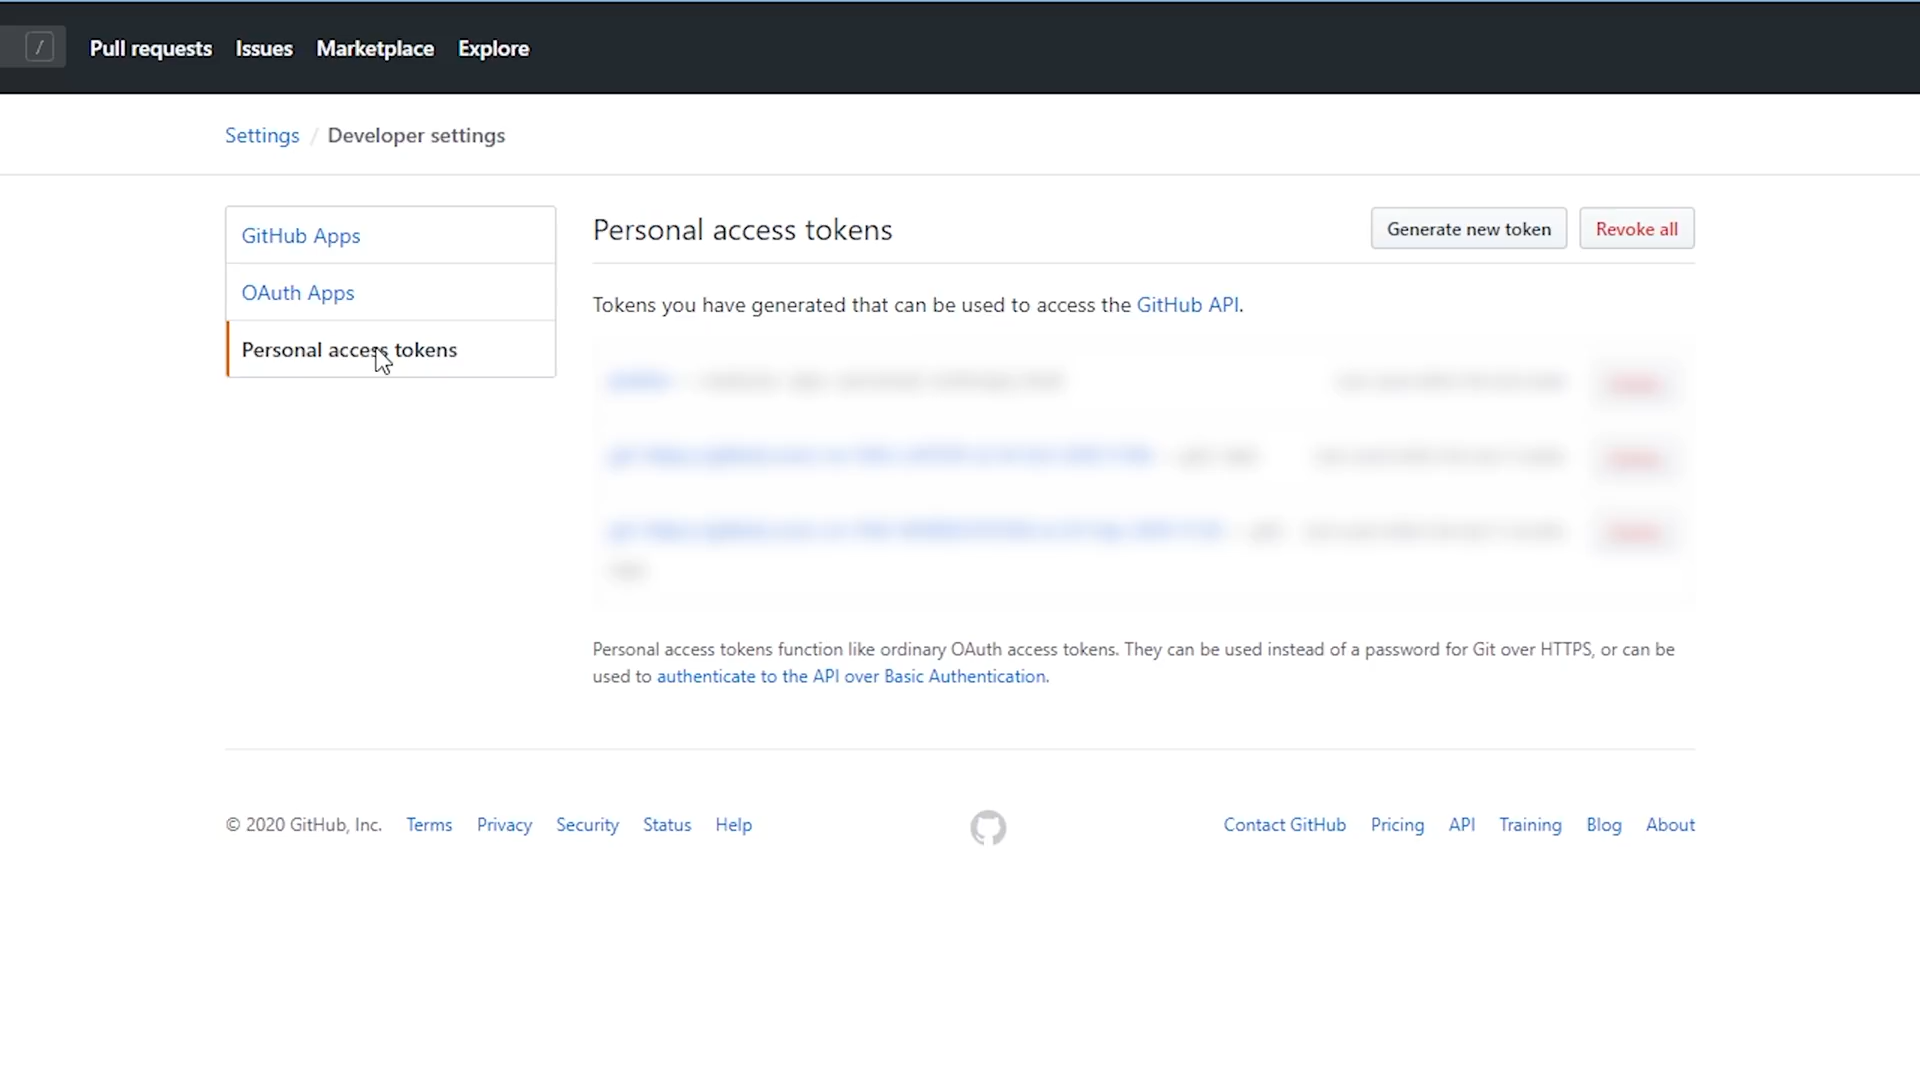 / Pull requests Issues Marketplace Explore
Settings / Developer settings
GitHub Apps
OAuth Apps
Personal access tokens
Personal access tokens
Generate new token Revoke all
Tokens you have generated that can be used to access the GitHub API.
Personal access tokens function like ordinary OAuth access tokens. They can be used instead of a password for Git over HTTPS, or can be
used to authenticate to the API over Basic Authentication.
© 2020 GitHub, Inc. Terms Privacy Security Status Help
Contact GitHub Pricing API Training Blog About